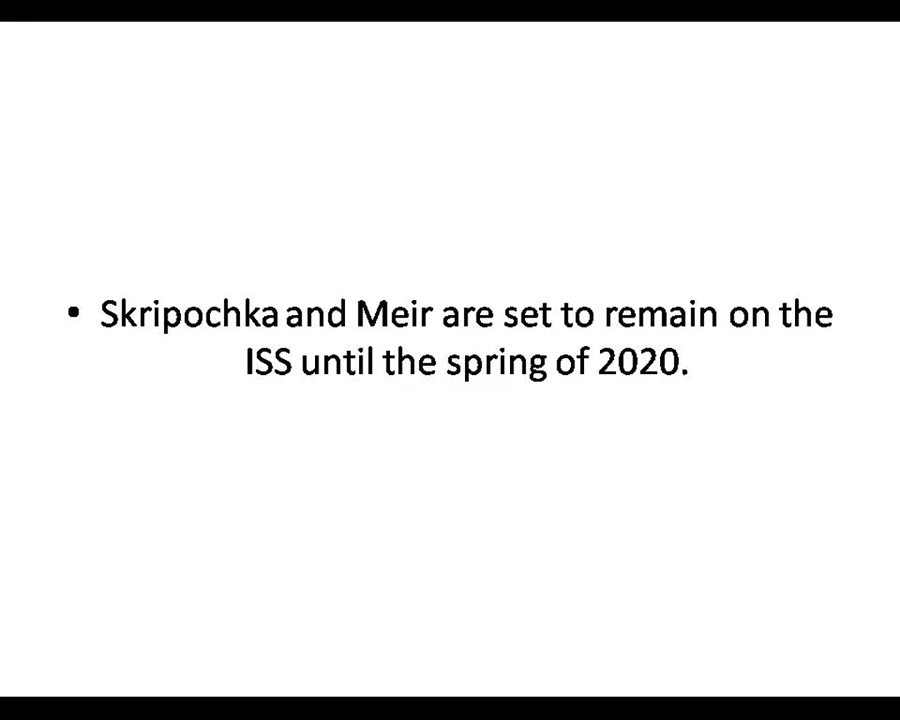 • Skripochka and Meir are set to remain on the
ISS until the spring of 2020.